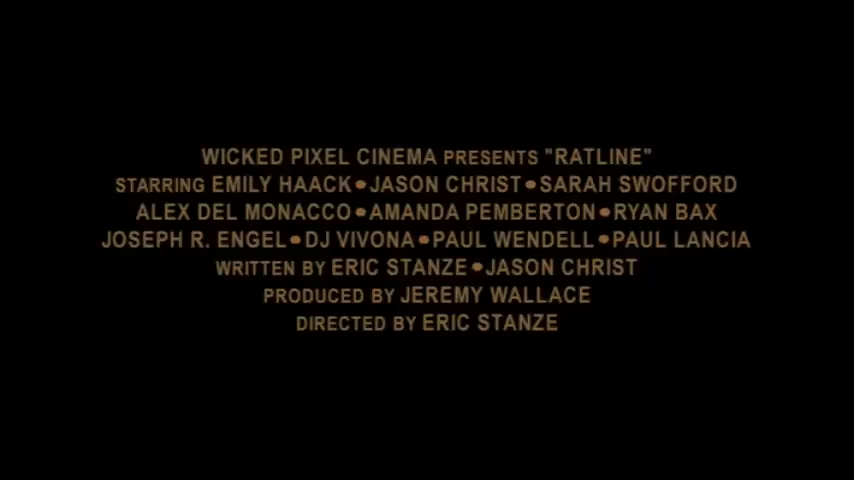 WICKED PIXEL CINEMA PRESENTS "RATLINE"
STARRING EMILY HAACK•JASON CHRIST•SARAH SWOFFORD
ALEX DEL MONACCO•AMANDA PEMBERTON•RYAN BAX
JOSEPH R. ENGEL•DJ VIVONA•PAUL WENDELL•PAUL LANCIA
WRITTEN BY ERIC STANZE•JASON CHRIST
PRODUCED BY JEREMY WALLACE
DIRECTED BY ERIC STANZE